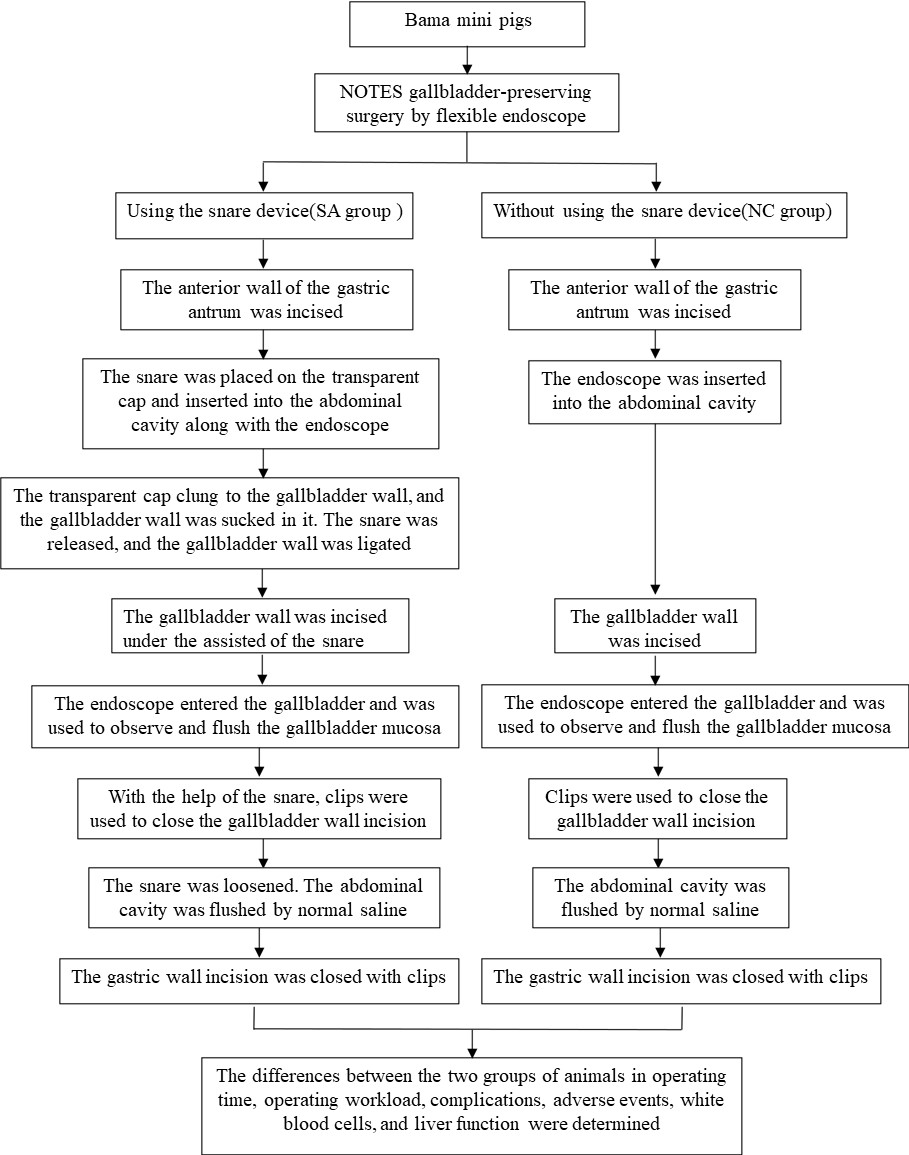 Bama mini pigs
NOTES gallbladder-preserving
surgery by flexible endoscope
Using the snare device(SA group )
Without using the snare device(NC group)
The anterior wall of the gastric
antrum was incised
The anterior wall of the gastric
antrum was incised
The snare was placed on the transparent
cap and inserted into the abdominal
cavity along with the endoscope
The endoscope was inserted
into the abdominal cavity
The transparent cap clung to the gallbladder wall, and
the gallbladder wall was sucked in it. The snare was
released, and the gallbladder wall was ligated
The gallbladder wall was incised
under the assisted of the snare
The gallbladder wall
was incised
The endoscope entered the gallbladder and was
used to observe and flush the gallbladder mucosa
The endoscope entered the gallbladder and was
used to observe and flush the gallbladder mucosa
With the help of the snare, clips were
used to close the gallbladder wall incision
Clips were used to close the
gallbladder wall incision
The snare was loosened. The abdominal
cavity was flushed by normal saline
The abdominal cavity was
flushed by normal saline
The gastric wall incision was closed with clips
The gastric wall incision was closed with clips
The differences between the two groups of animals in operating
time, operating workload, complications, adverse events, white
blood cells, and liver function were determined